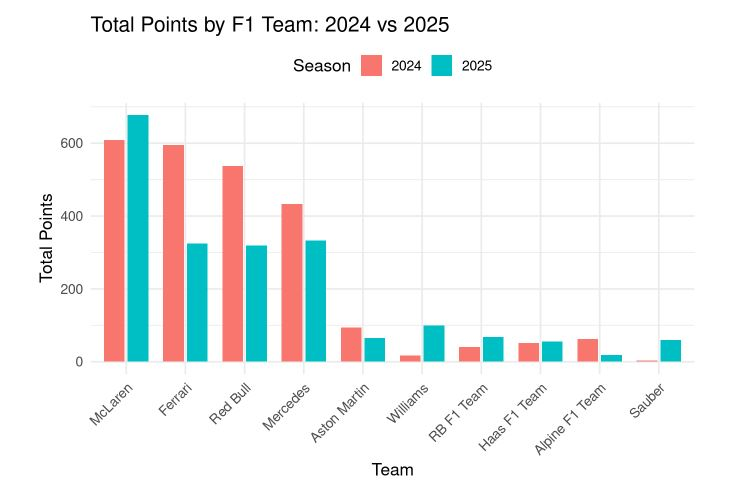 Total Points by F1 Team: 2024 vs 2025
Season 2024 2025
Total Points
600
400
200
0
McLaren
Ferrari
Red Bull
Mercedes
Aston Martin
Williams
RB F1 Team
Haas F1 Team
Alpine F1 Team
Sauber
Team